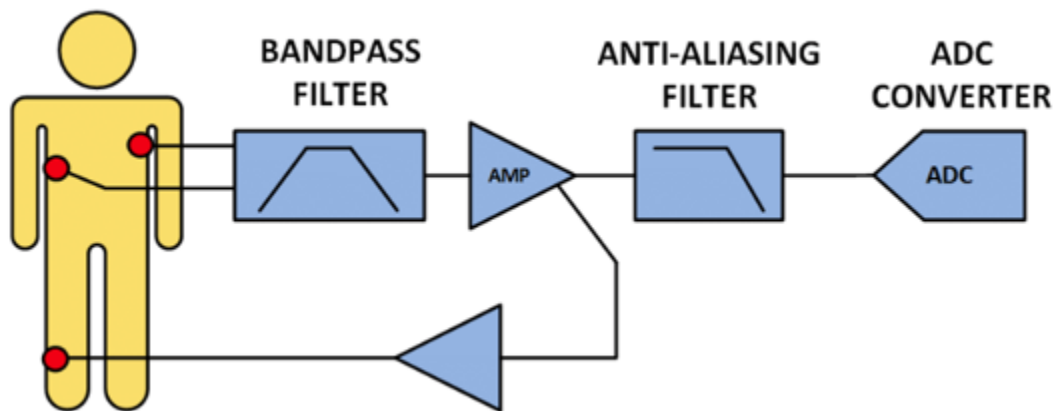 BANDPASS
FILTER
ANTI-ALIASING
FILTER
ADC
CONVERTER
AMP
ADC